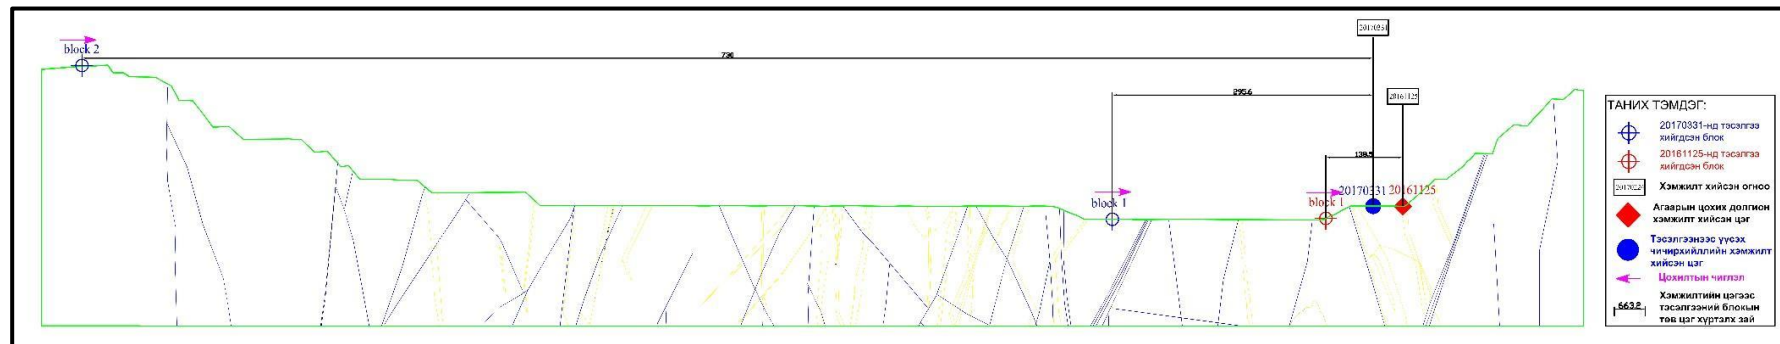 20170331
block 2
736
295.6
20161125
138.5
20170331 20161125
block 1
block 1
ТАНИХ ТЭМДЭГ:
20170331-нд тэсэлгээ
хийгдсэн блок
20161125-нд тэсэлгээ
хийгдсэн блок
Хэмжилт хийсэн огноо
Агаарын цохих долгион
хэмжилт хийсэн цэг
Тэсэлгээнээс үүсэх
чичирхийллийн хэмжилт
хийсэн цэг
Цохилтын чиглэл
663.2
Хэмжилтийн цэгээс
тэсэлгээний блокын
төв цэг хүртэлх зай